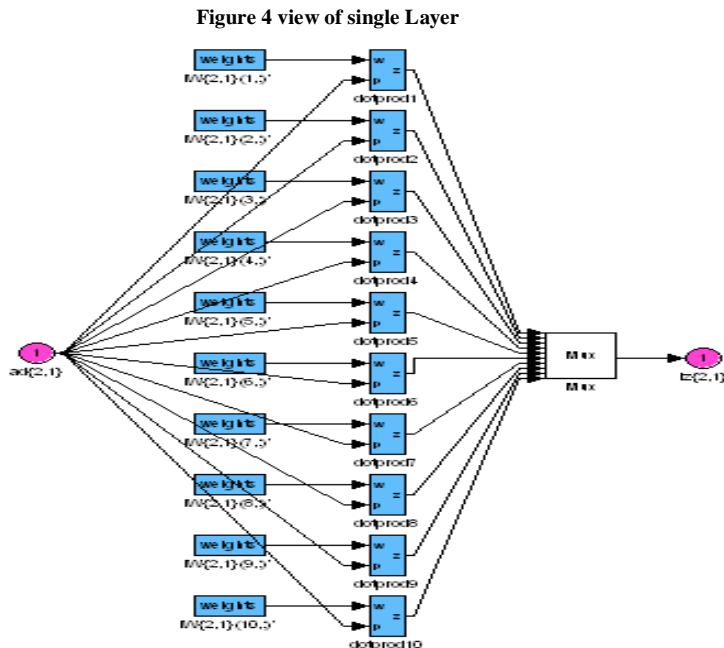 Figure 4 view of single Layer
weights
IW{2,1}(1,:)'
w
p
z
dotprod1
weights
IW{2,1}(2,:)'
w
p
z
dotprod2
weights
IW{2,1}(3,:)'
w
p
z
dotprod3
weights
IW{2,1}(4,:)'
w
p
z
dotprod4
weights
IW{2,1}(5,:)'
w
p
z
dotprod5
1
ad{2,1}
weights
IW{2,1}(6,:)'
w
p
z
dotprod6
Mux
Mux
1
lz{2,1}
weights
IW{2,1}(7,:)'
w
p
z
dotprod7
weights
IW{2,1}(8,:)'
w
p
z
dotprod8
weights
IW{2,1}(9,:)'
w
p
z
dotprod9
weights
IW{2,1}(10,:)'
w
p
z
dotprod10